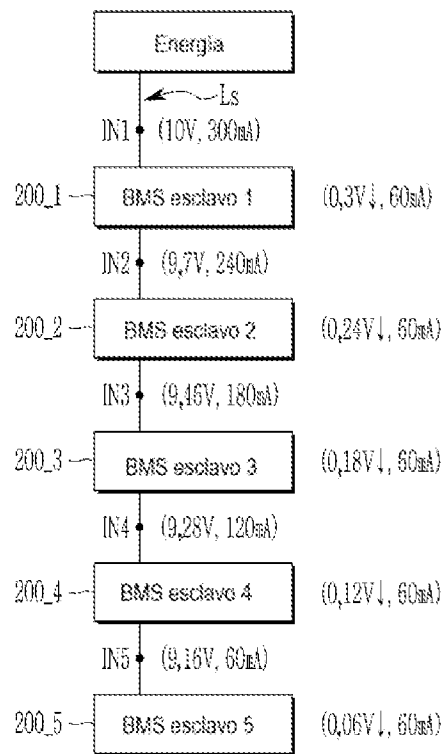 Energía
Ls
IN1 (10V, 300mA)
200_1 BMS esclavo 1 (0,3V↓, 60mA)
IN2 (9,7V, 240mA)
200_2 BMS esclavo 2 (0,24V↓, 60mA)
IN3 (9,46V, 180mA)
200_3 BMS esclavo 3 (0,18V↓, 60mA)
IN4 (9,28V, 120mA)
200_4 BMS esclavo 4 (0,12V↓, 60mA)
IN5 (9,16V, 60mA)
200_5 BMS esclavo 5 (0,06V↓, 60mA)